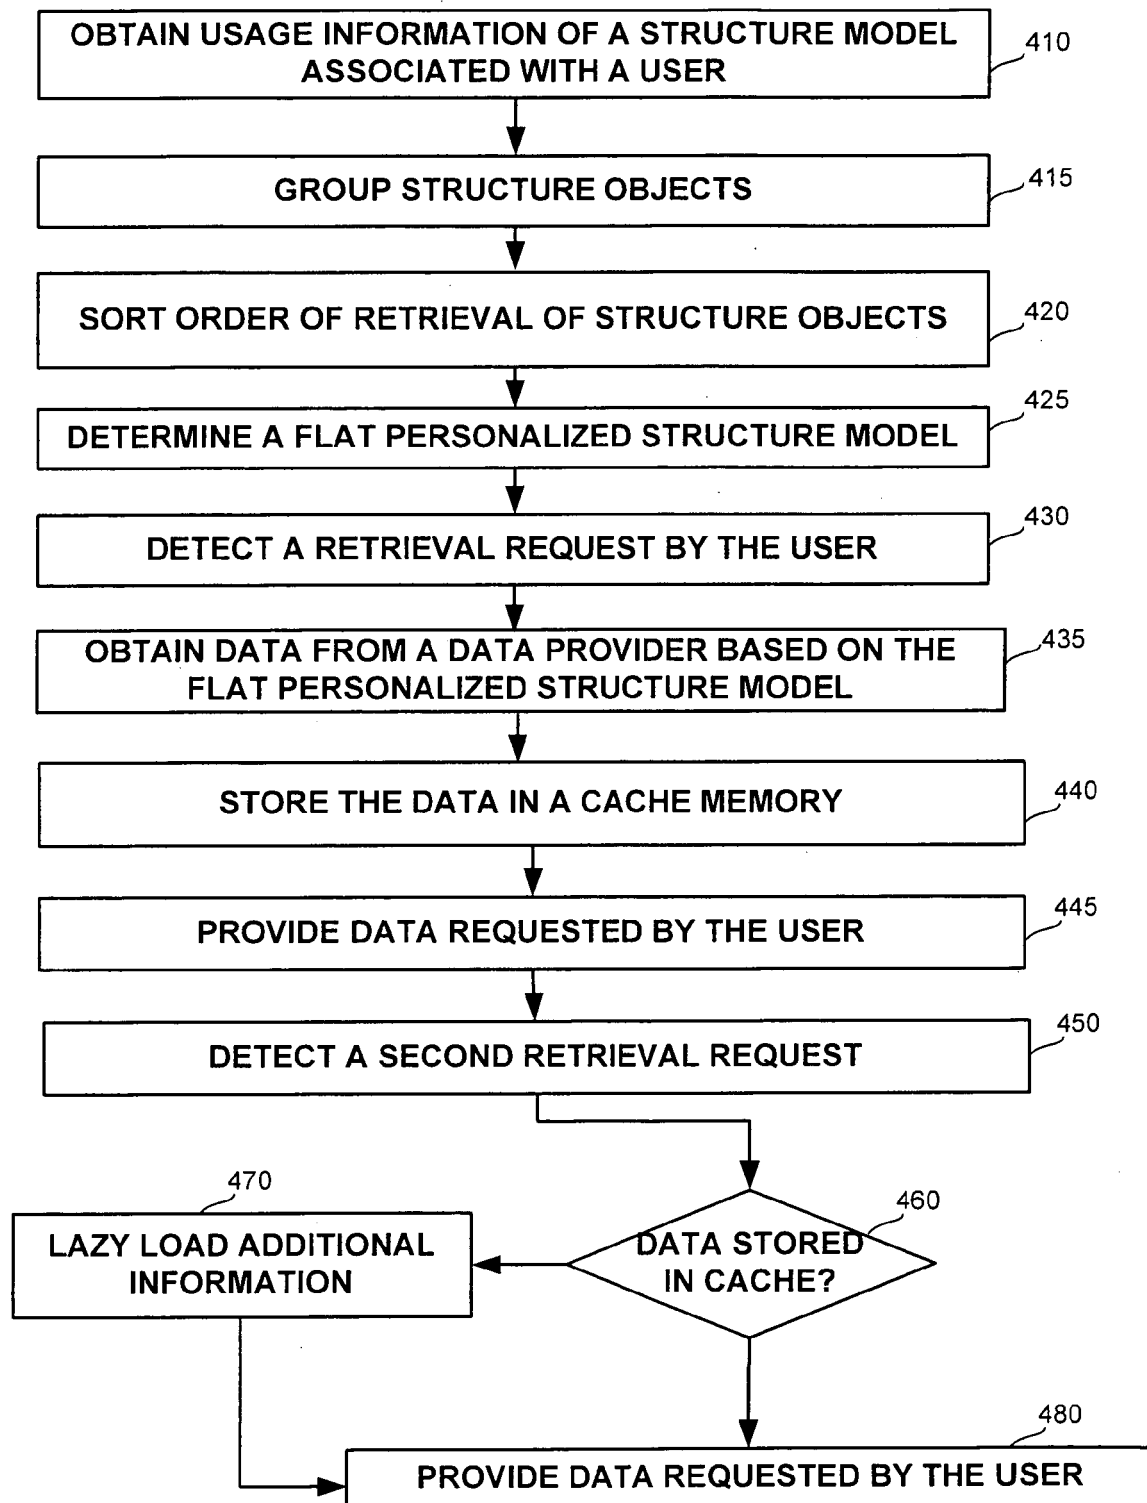 OBTAIN USAGE INFORMATION OF A STRUCTURE MODEL
ASSOCIATED WITH A USER
410
GROUP STRUCTURE OBJECTS
415
SORT ORDER OF RETRIEVAL OF STRUCTURE OBJECTS
420
DETERMINE A FLAT PERSONALIZED STRUCTURE MODEL
425
DETECT A RETRIEVAL REQUEST BY THE USER
430
OBTAIN DATA FROM A DATA PROVIDER BASED ON THE
FLAT PERSONALIZED STRUCTURE MODEL
435
STORE THE DATA IN A CACHE MEMORY
440
PROVIDE DATA REQUESTED BY THE USER
445
DETECT A SECOND RETRIEVAL REQUEST
450
470
LAZY LOAD ADDITIONAL
INFORMATION
460
DATA STORED
IN CACHE?
480
PROVIDE DATA REQUESTED BY THE USER